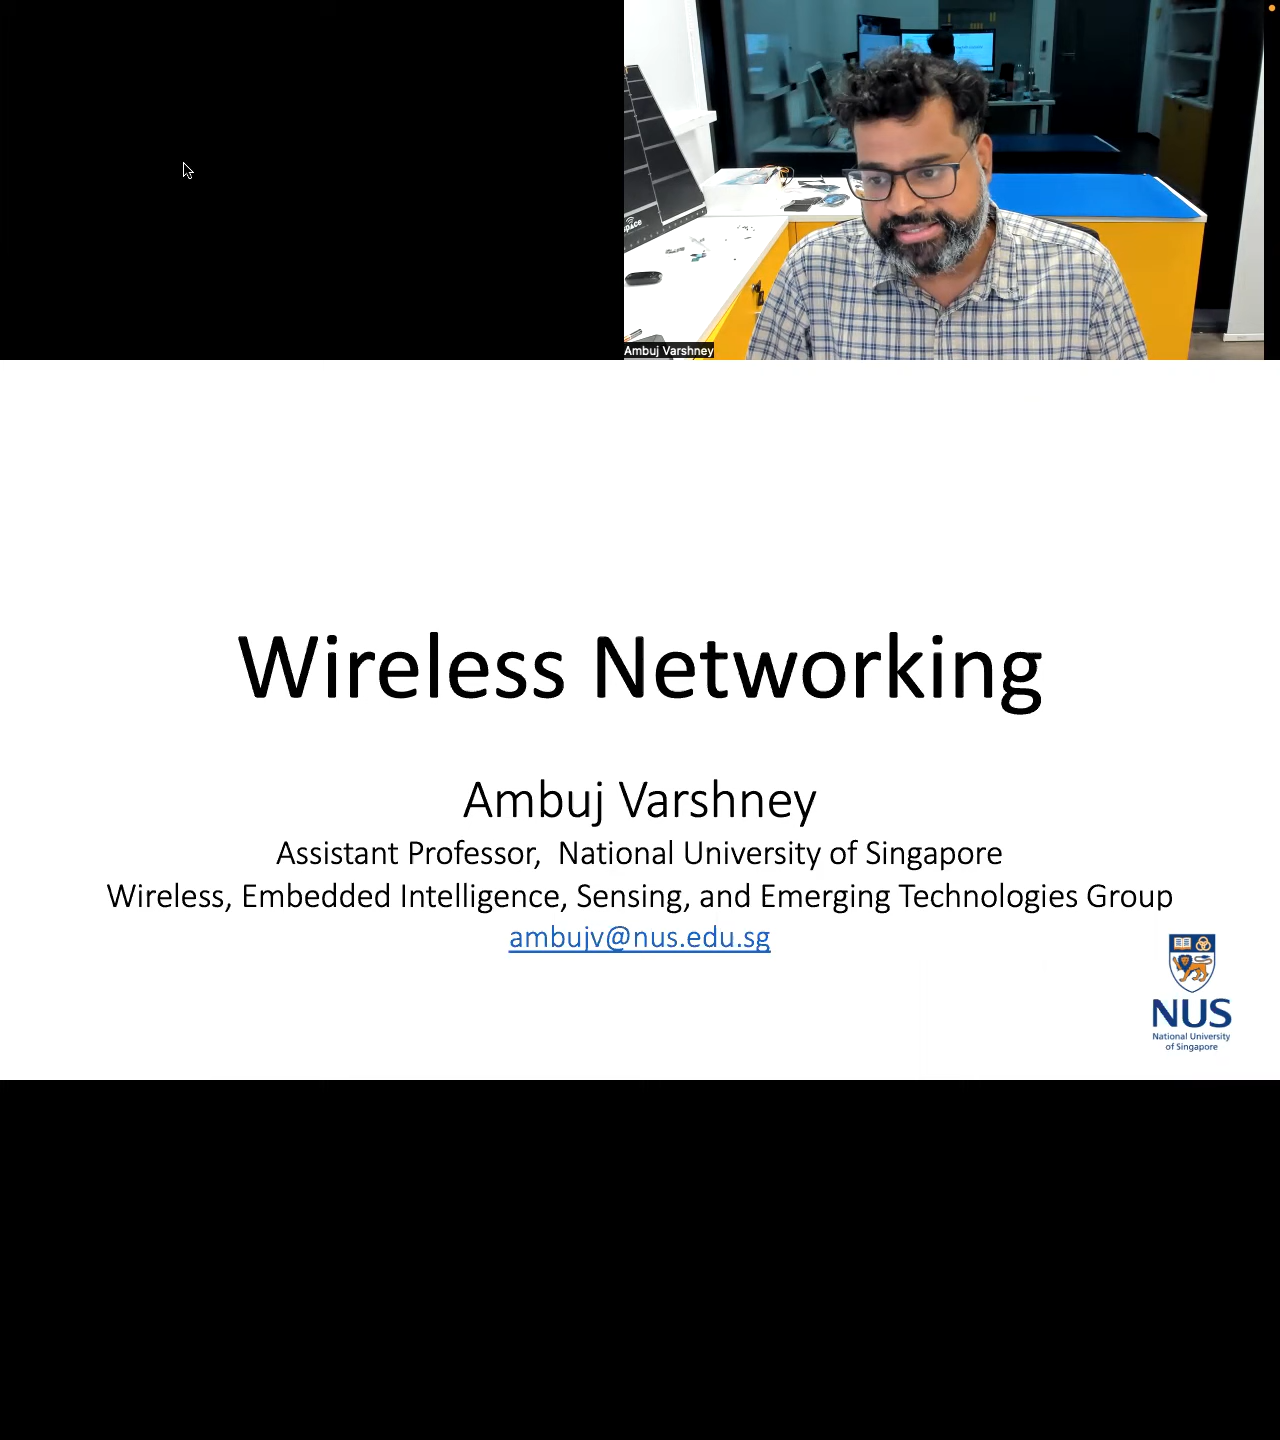 space
Ambuj Varshney
Wireless Networking
Ambuj Varshney
Assistant Professor, National University of Singapore
Wireless, Embedded Intelligence, Sensing, and Emerging Technologies Group
ambujv@nus.edu.sg
NUS
National University
of Singapore